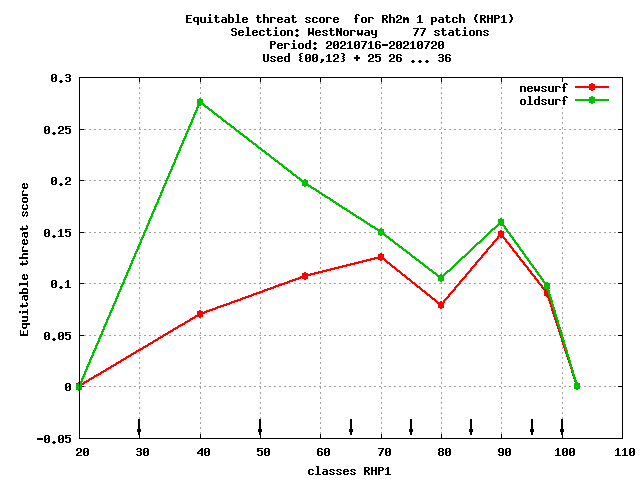 Equitable threat score  for Rh2m 1 patch (RHP1)
Selection: WestNorway     77 stations
Period: 20210716-20210720
Used {00,12} + 25 26 ... 36
newsurf
oldsurf
Equitable threat score
0.3
0.25
0.2
0.15
0.1
0.05
0
-0.05
20 30 40 50 60 70 80 90 100 110
classes RHP1